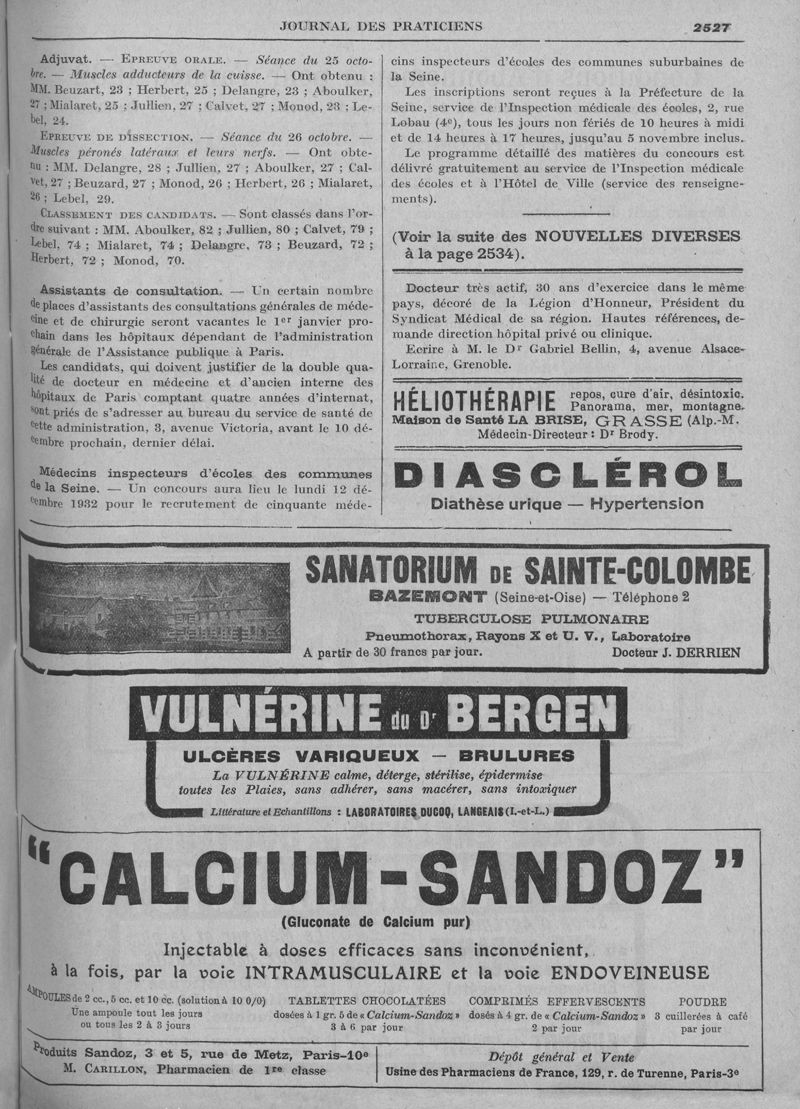 JOURNAL DES PRATICIENS 2527
Adjuvat. — EPREUVE ORALE. — Séance du 25 octo-
bre. — Muscles adducteurs de la cuisse. — Ont obtenu :
MM. Beuzart, 23 ; Herbert, 25 ; Delangre, 23 ; Aboulker,
27 ; Mialaret, 25 ; Jullien, 27 ; Calvet, 27 ; Monod, 23 ; Le-
bel, 24.
EPREUVE DE DISSECTION. — Séance du 26 octobre. —
Muscles péronés latéraux et leurs nerfs. — Ont obte-
nu : MM. Delangre, 28 ; Jullien, 27 ; Aboulker, 27 ; Cal-
vet, 27 ; Beuzard, 27 ; Monod, 26 ; Herbert, 26 ; Mialaret,
26 ; Lebel, 29.
CLASSEMENT DES CANDIDATS. — Sont classés dans l'or-
dre suivant : MM. Aboulker, 82 ; Jullien, 80 ; Calvet, 79 ;
Lebel, 74 ; Mialaret, 74 ; Delangre, 73 ; Beuzard, 72 ;
Herbert, 72 ; Monod, 70.
Assistants de consultation. — Un certain nombre
de places d'assistants des consultations générales de méde-
cine et de chirurgie seront vacantes le 1er janvier pro-
chain dans les hôpitaux dépendant de l'administration
générale de l'Assistance publique à Paris.
Les candidats, qui doivent justifier de la double qua-
lité de docteur en médecine et d'ancien interne des
hôpitaux de Paris comptant quatre années d'internat,
sont priés de s'adresser au bureau du service de santé de
cette administration, 3, avenue Victoria, avant le 10 dé-
cembre prochain, dernier délai.
Médecins inspecteurs d'écoles des communes
de la Seine. — Un concours aura lieu le lundi 12 dé-
cembre 1932 pour le recrutement de cinquante méde-
cins inspecteurs d'écoles des communes suburbaines de
la Seine.
Les inscriptions seront reçues à la Préfecture de la
Seine, service de l'Inspection médicale des écoles, 2, rue
Lobau (4e), tous les jours non fériés de 10 heures à midi
et de 14 heures à 17 heures, jusqu'au 5 novembre inclus.
Le programme détaillé des matières du concours est
délivré gratuitement au service de l'Inspection médicale
des écoles et à l'Hôtel de Ville (service des renseigne-
ments).
(Voir la suite des NOUVELLES DIVERSES
à la page 2534).
Docteur très actif, 30 ans d'exercice dans le même
pays, décoré de la Légion d'Honneur, Président du
Syndicat Médical de sa région. Hautes références, de-
mande direction hôpital privé ou clinique.
Ecrire à M. le Dr Gabriel Bellin, 4, avenue Alsace-
Lorraine, Grenoble.
HÉLIOTHÉRAPIE repos, cure d'air, désintoxic.
Panorama, mer, montagne.
Maison de Santé LA BRISE, GRASSE (Alp.-M.
Médecin-Directeur : Dr Brody.
DIASCLÉROL
Diathèse urique — Hypertension
SANATORIUM DE SAINTE-COLOMBE
BAZEMONT (Seine-et-Oise) — Téléphone 2
TUBERCULOSE PULMONAIRE
Pneumothorax, Rayons X et U. V., Laboratoire
A partir de 30 francs par jour. Docteur J. DERRIEN
VULNÉRINE du Dr BERGEN
ULCÈRES VARIQUEUX — BRULURES
La VULNÉRINE calme, déterge, stérilise, épidermise
toutes les Plaies, sans adhérer, sans macérer, sans intoxiquer
Littérature et Echantillons : LABORATOIRES DUCOQ, LANGEAIS (I.-et-L.)
"CALCIUM-SANDOZ"
(Gluconate de Calcium pur)
Injectable à doses efficaces sans inconvénient,
à la fois, par la voie INTRAMUSCULAIRE et la voie ENDOVEINEUSE
AMPOULES de 2 cc., 5 cc. et 10 cc. (solution à 10 0/0)
Une ampoule tout les jours
ou tous les 2 à 3 jours
TABLETTES CHOCOLATÉES
dosées à 1 gr. 5 de « Calcium-Sandoz »
3 à 6 par jour
COMPRIMÉS EFFERVESCENTS
dosés à 4 gr. de « Calcium-Sandoz »
2 par jour
POUDRE
3 cuillerées à café
par jour
Produits Sandoz, 3 et 5, rue de Metz, Paris-10e
M. CARILLON, Pharmacien de 1re classe
Dépôt général et Vente
Usine des Pharmaciens de France, 129, r. de Turenne, Paris-3e